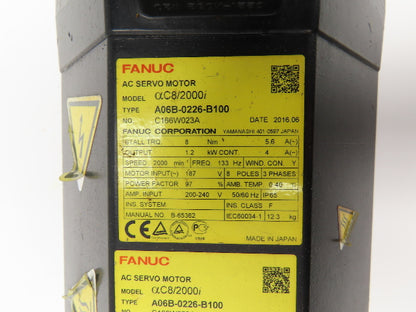 FANUC
AC SERVO MOTOR
MODEL αC8/2000i
TYPE A06B-0226-B100
NO. C166W023A DATE 2016.06
FANUC CORPORATION YAMANASHI 401 0597 JAPAN
STALL TRQ. 8 Nm 5.6 A(~)
OUTPUT 1.2 kW CONT. 4 A(~)
SPEED 2000 min⁻¹ FREQ. 133 Hz WIND. CON. Y
MOTOR INPUT(~) 187 V 8 POLES 3 PHASES
POWER FACTOR 97 % AMB. TEMP. 0-40
AMP. INPUT 200-240 V 50/60 Hz IP65
INS. SYSTEM INS. CLASS F
MANUAL NO. B-65362 IEC60034-1 12.3 kg
CE
MADE IN JAPAN
FANUC
AC SERVO MOTOR
MODEL αC8/2000i
TYPE A06B-0226-B100